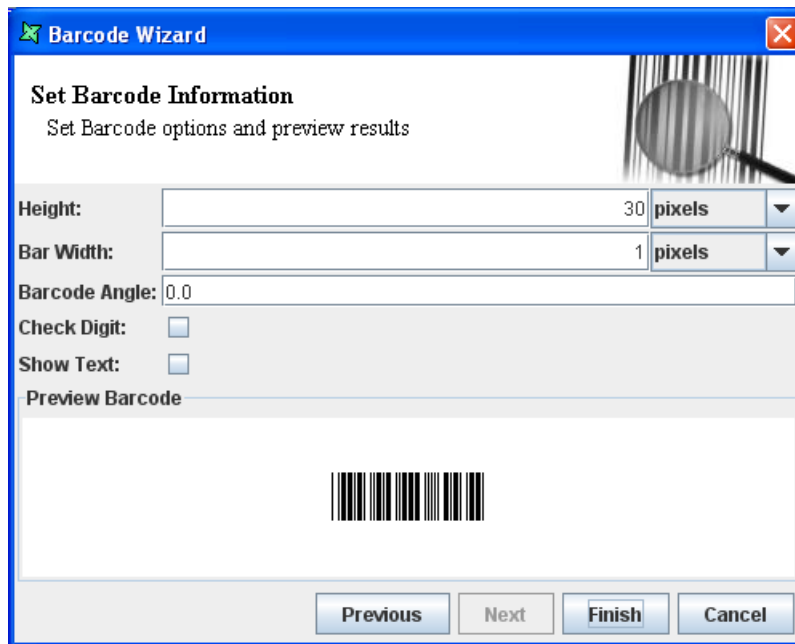 Barcode Wizard
Set Barcode Information
Set Barcode options and preview results
Height: 30 pixels
Bar Width: 1 pixels
Barcode Angle: 0.0
Check Digit:
Show Text:
Preview Barcode
Previous Next Finish Cancel